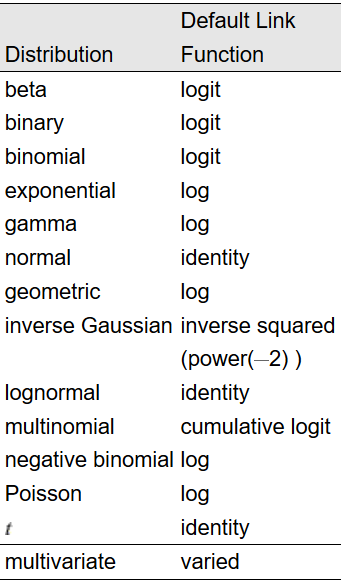 Default Link
Distribution Function
beta logit
binary logit
binomial logit
exponential log
gamma log
normal identity
geometric log
inverse Gaussian inverse squared
(power(−2) )
lognormal identity
multinomial cumulative logit
negative binomial log
Poisson log
t identity
multivariate varied